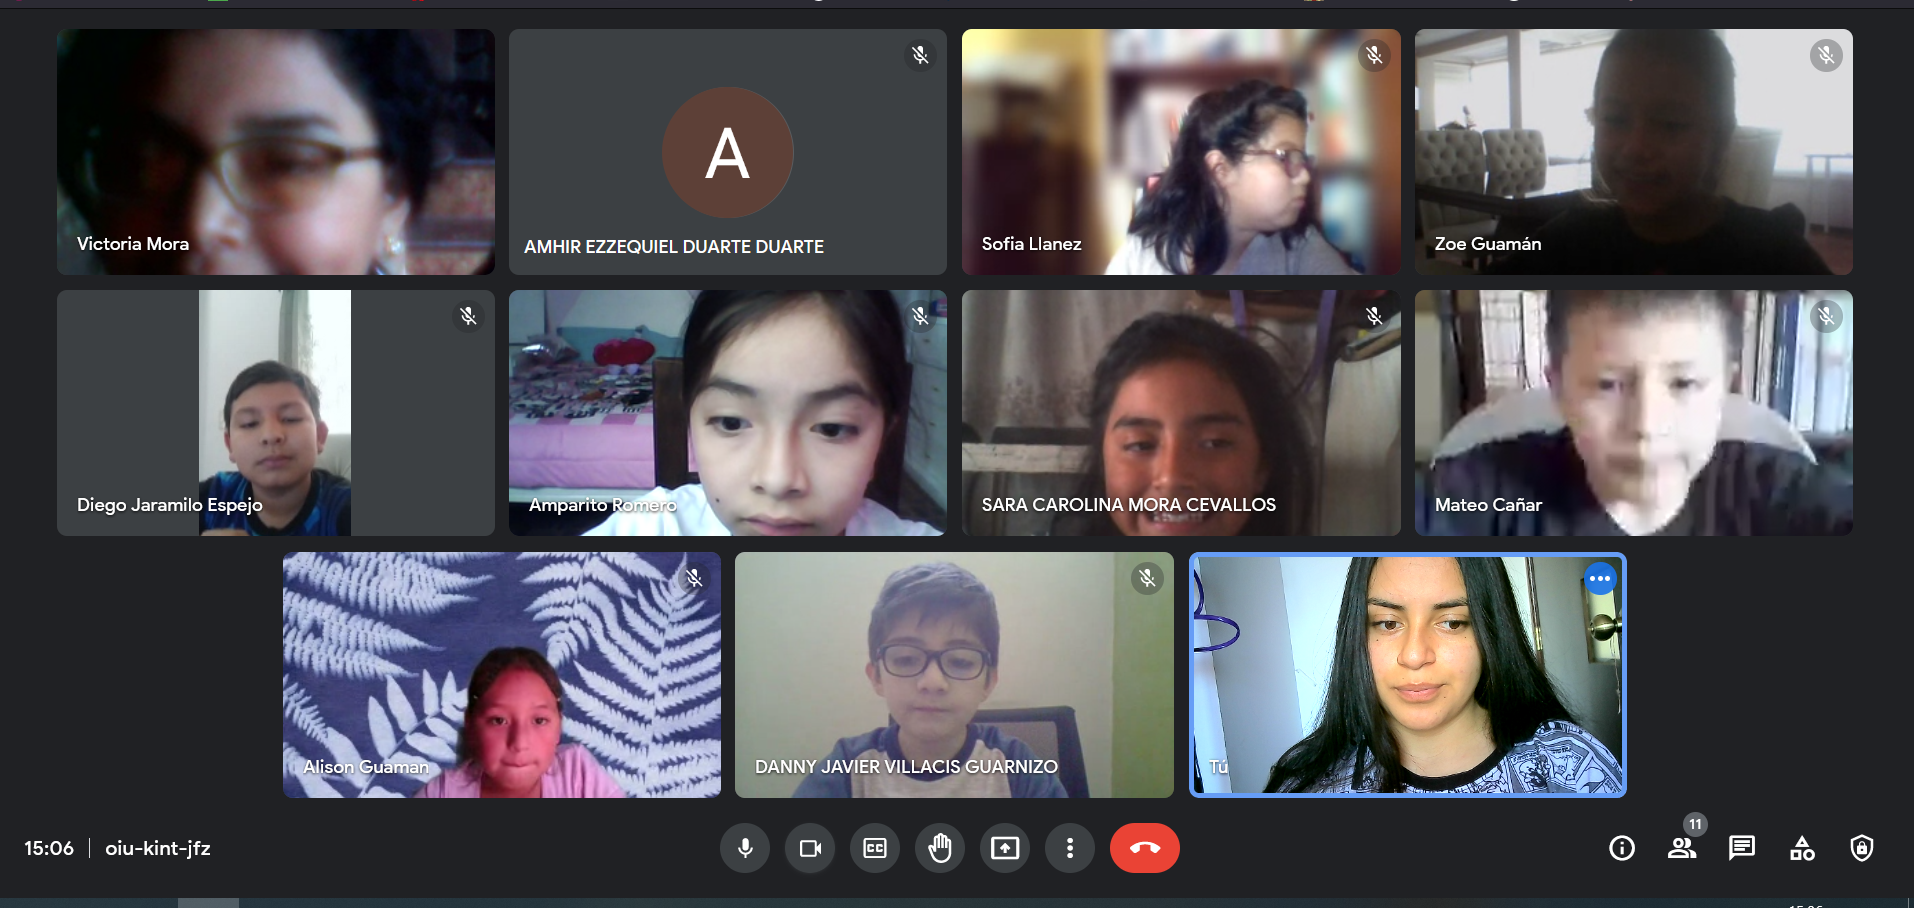 Victoria Mora
A
AMHIR EZZEQUIEL DUARTE DUARTE
Sofia Llanez
Zoe Guamán
Diego Jaramilo Espejo
Amparito Romero
SARA CAROLINA MORA CEVALLOS
Mateo Cañar
Alison Guaman
DANNY JAVIER VILLACIS GUARNIZO
Tú
15:06 | oiu-kint-jfz
CC
11